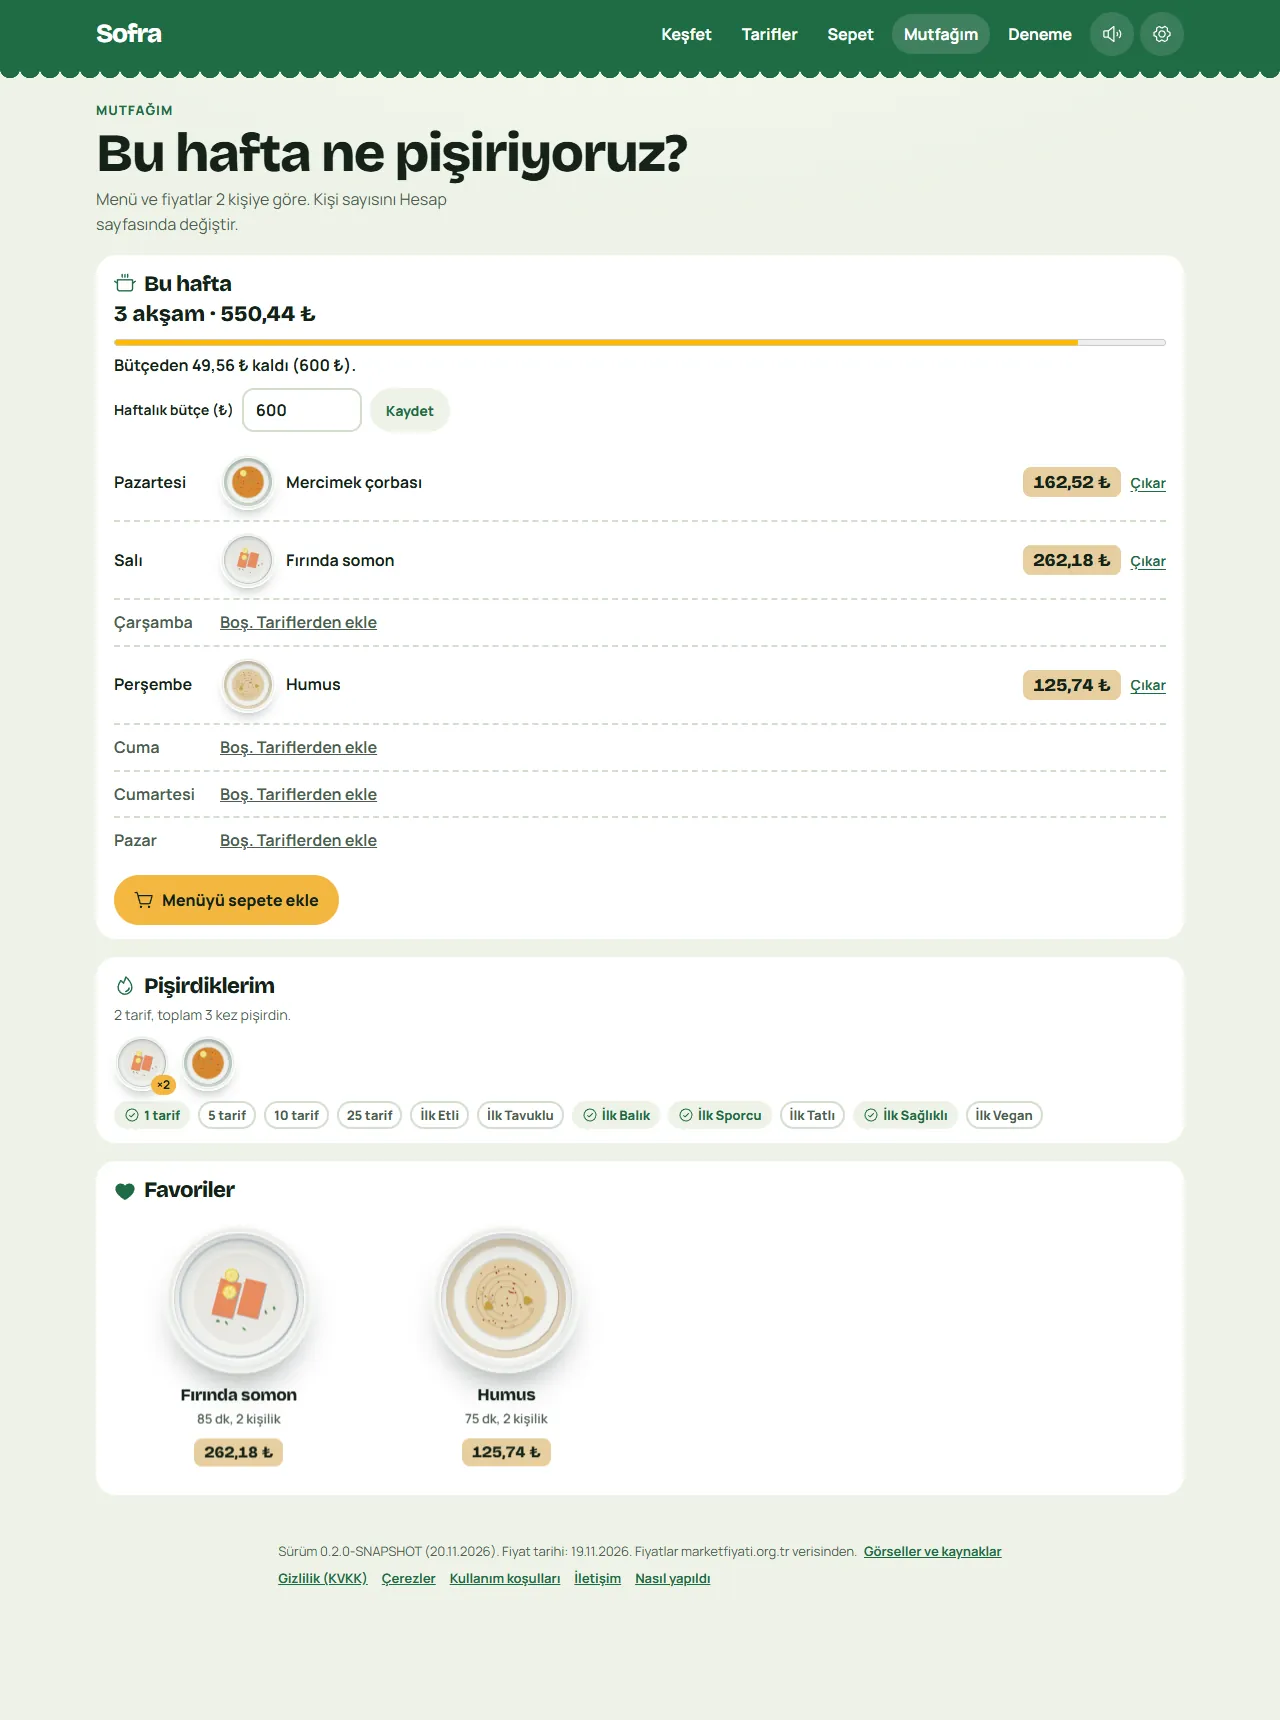 Sofra
Keşfet Tarifler Sepet Mutfağım Deneme
MUTFAĞIM
Bu hafta ne pişiriyoruz?
Menü ve fiyatlar 2 kişiye göre. Kişi sayısını Hesap
sayfasında değiştir.
Bu hafta
3 akşam · 550,44 ₺
Bütçeden 49,56 ₺ kaldı (600 ₺).
Haftalık bütçe (₺) 600 Kaydet
Pazartesi Mercimek çorbası 162,52 ₺ Çıkar
Salı Fırında somon 262,18 ₺ Çıkar
Çarşamba Boş. Tariflerden ekle
Perşembe Humus 125,74 ₺ Çıkar
Cuma Boş. Tariflerden ekle
Cumartesi Boş. Tariflerden ekle
Pazar Boş. Tariflerden ekle
Menüyü sepete ekle
Pişirdiklerim
2 tarif, toplam 3 kez pişirdin.
×2
1 tarif 5 tarif 10 tarif 25 tarif İlk Etli İlk Tavuklu İlk Balık İlk Sporcu İlk Tatlı İlk Sağlıklı İlk Vegan
Favoriler
Fırında somon Humus
85 dk, 2 kişilik 75 dk, 2 kişilik
262,18 ₺ 125,74 ₺
Sürüm 0.2.0-SNAPSHOT (20.11.2026). Fiyat tarihi: 19.11.2026. Fiyatlar marketfiyati.org.tr verisinden. Görseller ve kaynaklar
Gizlilik (KVKK) Çerezler Kullanım koşulları İletişim Nasıl yapıldı